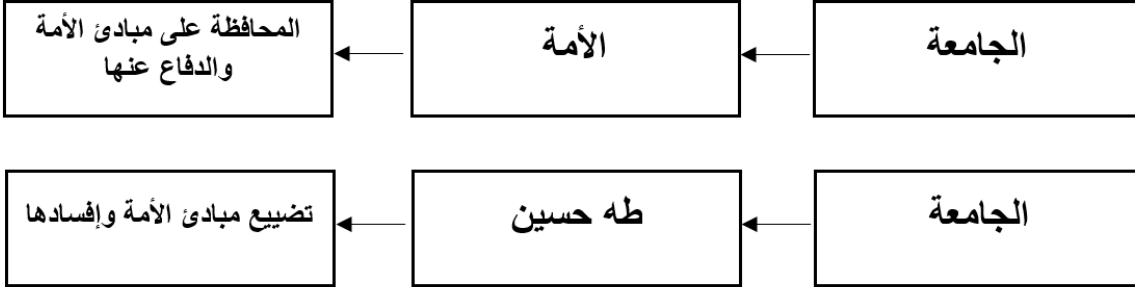 الجامعة
الأمة
المحافظة على مبادئ الأمة
والدفاع عنها
الجامعة
طه حسين
تضييع مبادئ الأمة وإفسادها